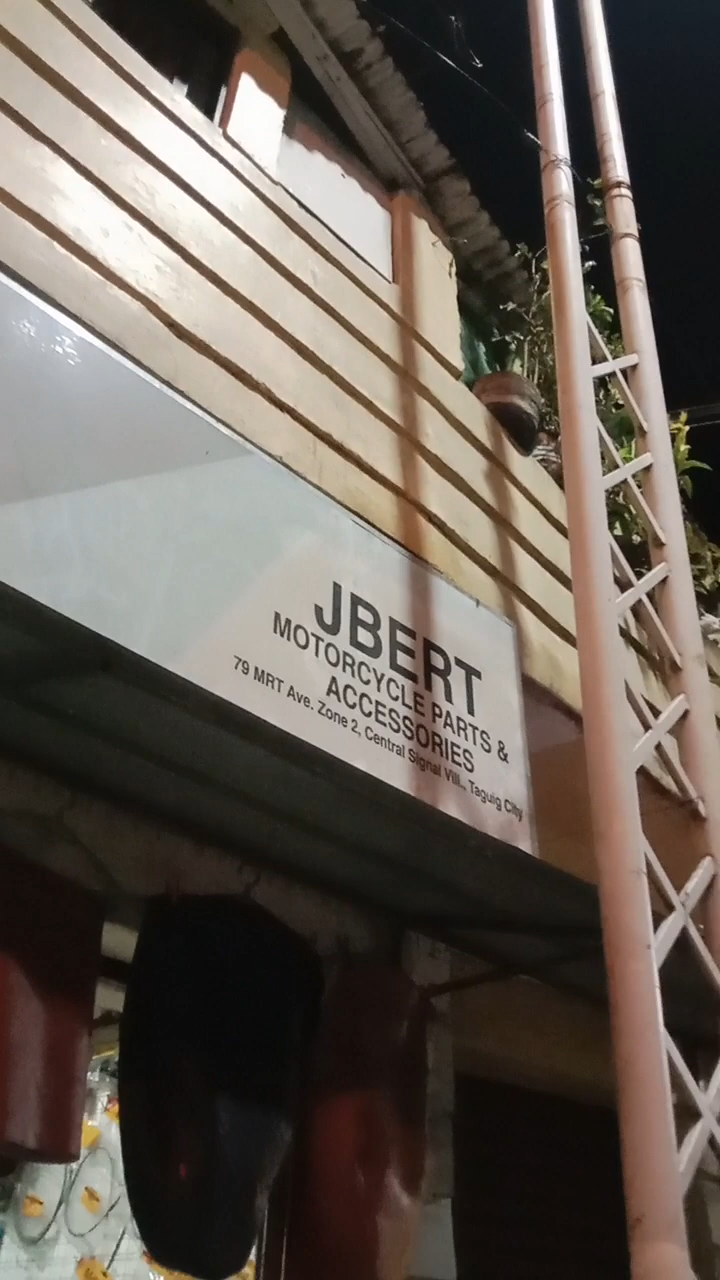 JBERT
MOTORCYCLE PARTS &
ACCESSORIES
79 MRT Ave. Zone 2, Central Signal Vill., Taguig City